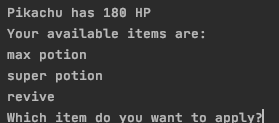 Pikachu has 180 HP
Your available items are:
max potion
super potion
revive
Which item do you want to apply?